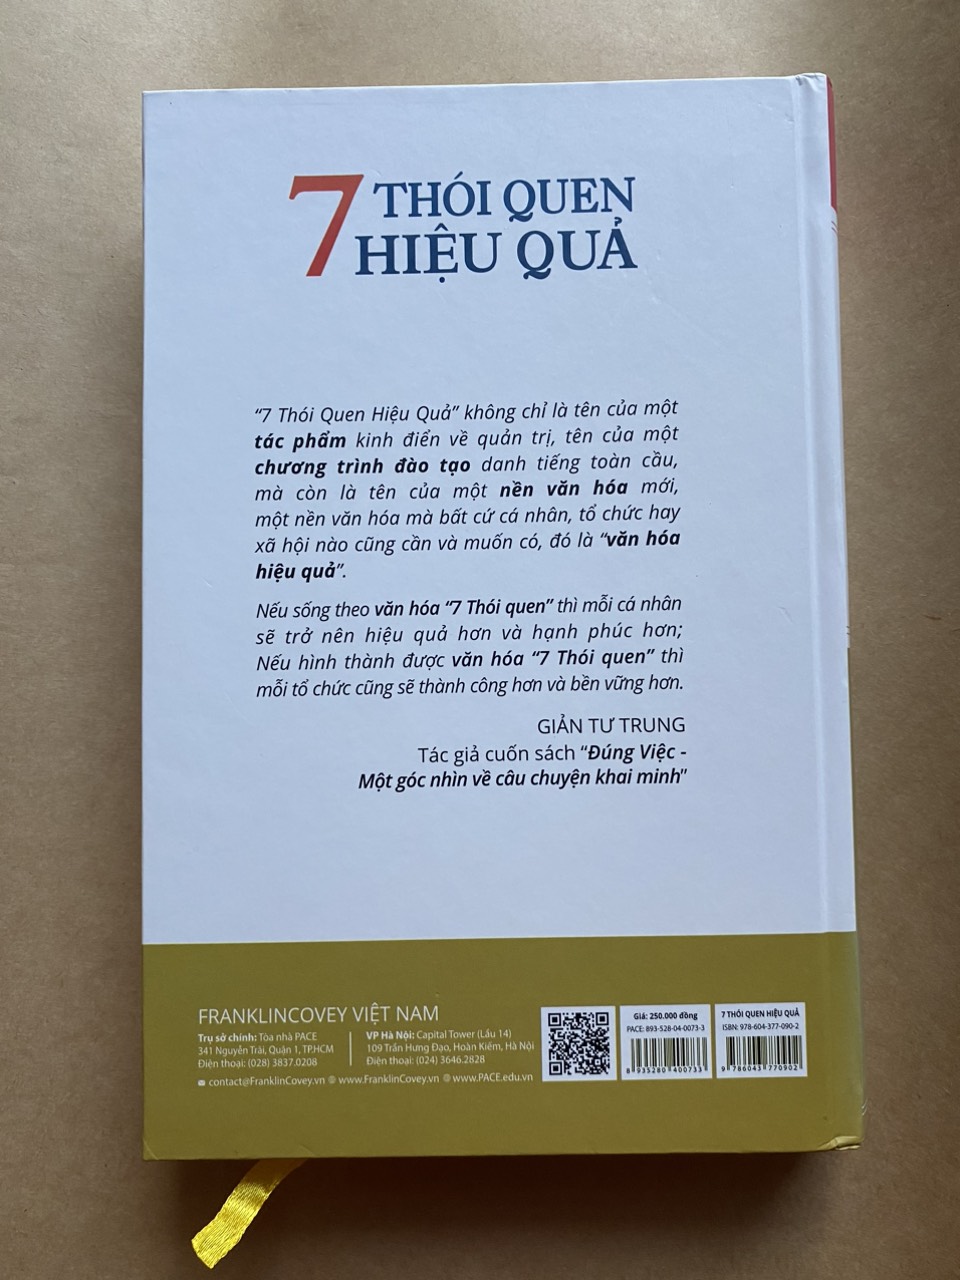 7 THÓI QUEN
HIỆU QUẢ
“7 Thói Quen Hiệu Quả” không chỉ là tên của một
tác phẩm kinh điển về quản trị, tên của một
chương trình đào tạo danh tiếng toàn cầu,
mà còn là tên của một nền văn hóa mới,
một nền văn hóa mà bất cứ cá nhân, tổ chức hay
xã hội nào cũng cần và muốn có, đó là “văn hóa
hiệu quả”.
Nếu sống theo văn hóa “7 Thói quen” thì mỗi cá nhân
sẽ trở nên hiệu quả hơn và hạnh phúc hơn;
Nếu hình thành được văn hóa “7 Thói quen” thì
mỗi tổ chức cũng sẽ thành công hơn và bền vững hơn.
GIẢN TƯ TRUNG
Tác giả cuốn sách “Đúng Việc -
Một góc nhìn về câu chuyện khai minh”
FRANKLINCOVEY VIỆT NAM
Trụ sở chính: Tòa nhà PACE
341 Nguyễn Trãi, Quận 1, TP.HCM
Điện thoại: (028) 3837.0208
VP Hà Nội: Capital Tower (Lầu 14)
109 Trần Hưng Đạo, Hoàn Kiếm, Hà Nội
Điện thoại: (024) 3646.2828
contact@FranklinCovey.vn www.FranklinCovey.vn www.PACE.edu.vn
Giá: 250.000 đồng
PACE: 893-528-04-0073-3
8 935280 400733
7 THÓI QUEN HIỆU QUẢ
ISBN: 978-604-377-090-2
9 786043 770902